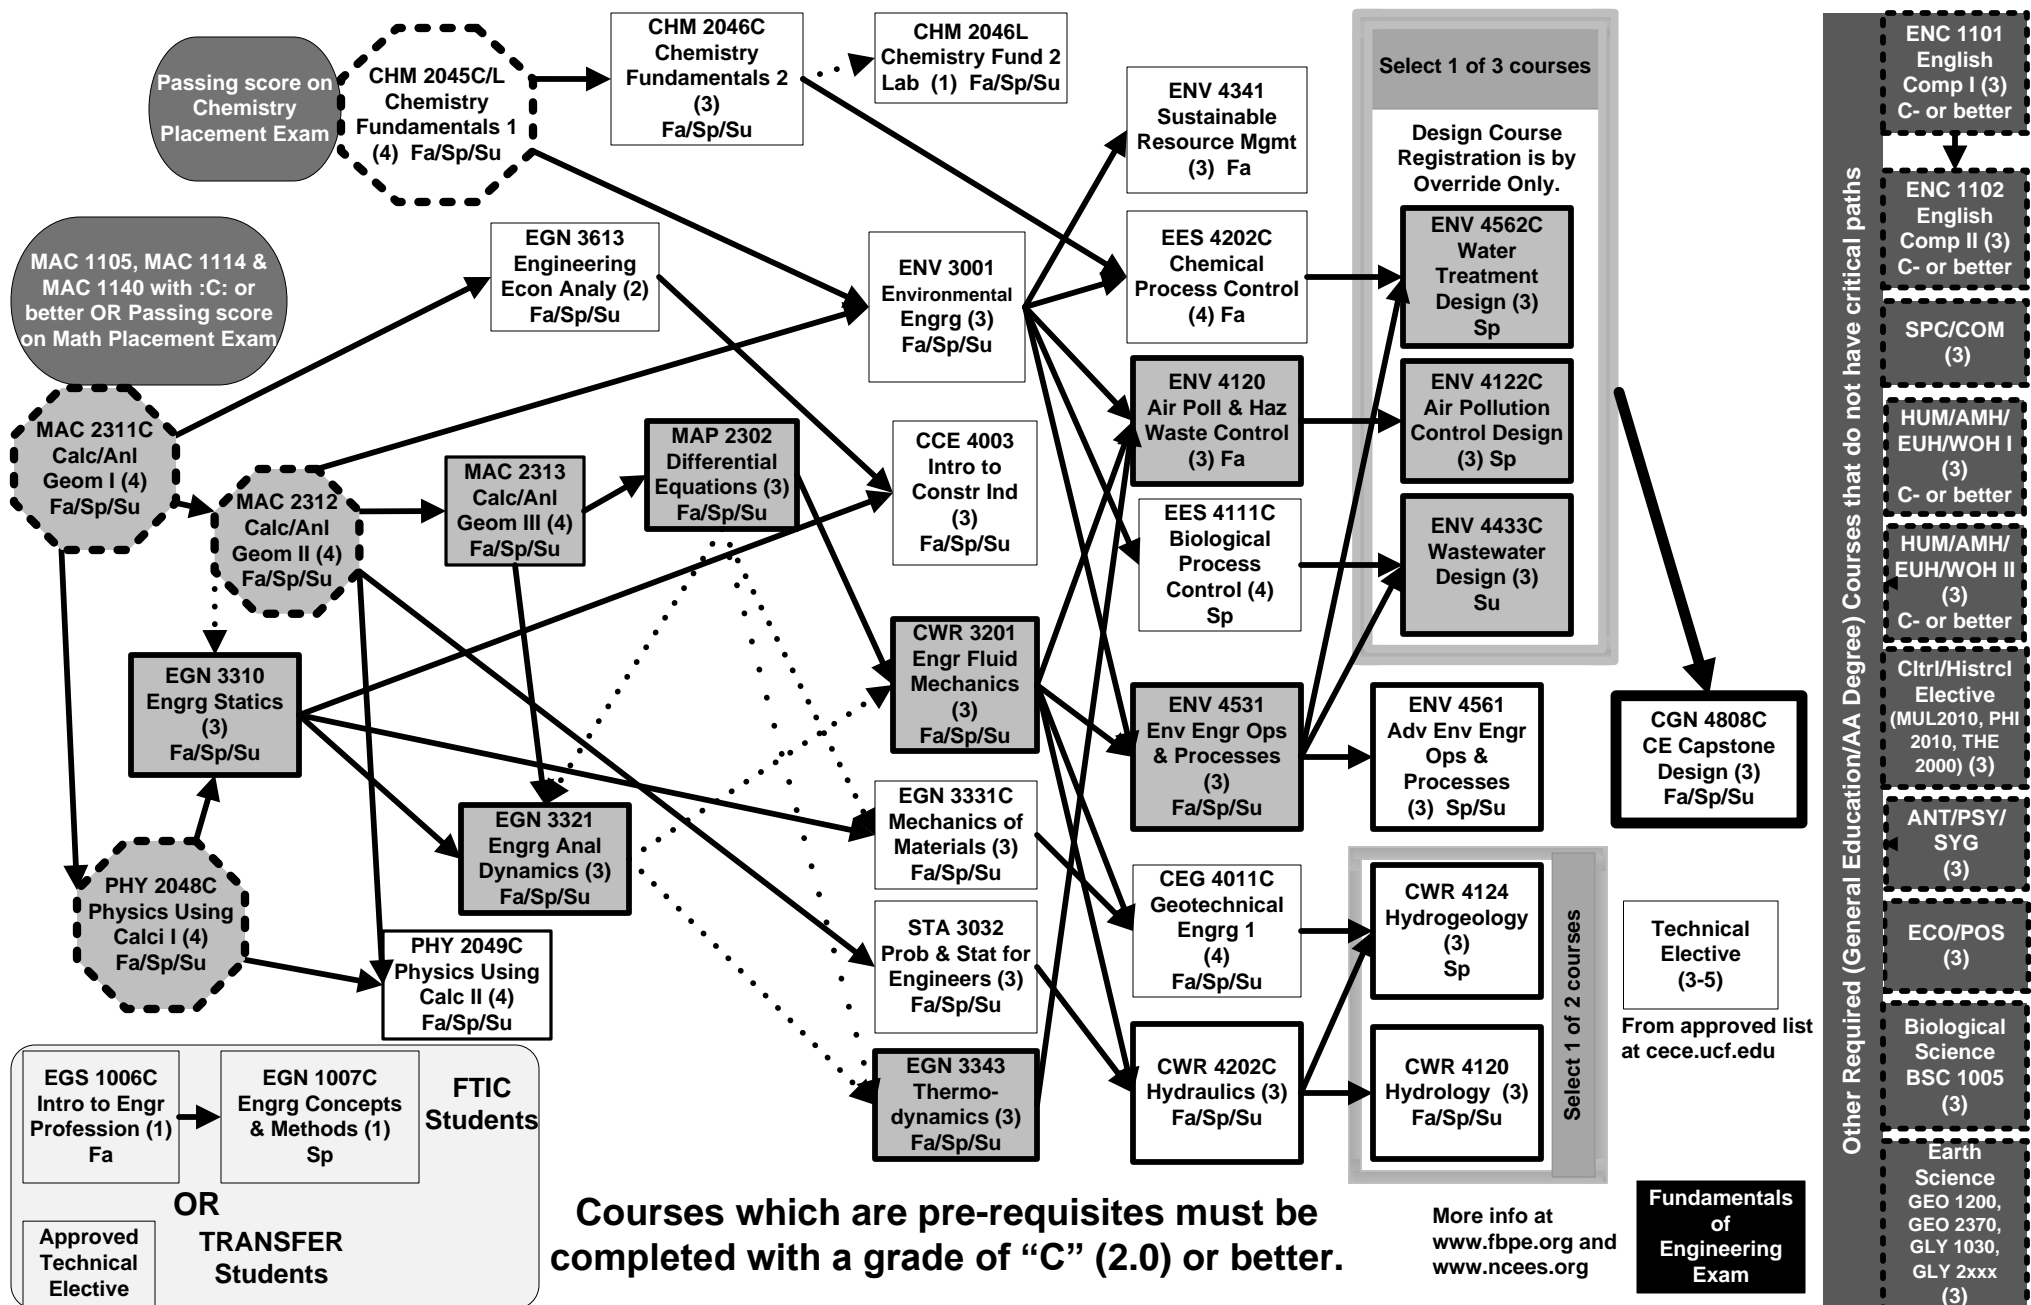 Passing score on
Chemistry
Placement Exam
CHM 2045C/L
Chemistry
Fundamentals 1
(4)  Fa/Sp/Su
CHM 2046C
Chemistry
Fundamentals 2
(3)
Fa/Sp/Su
CHM 2046L
Chemistry Fund 2
Lab  (1)  Fa/Sp/Su
MAC 1105, MAC 1114 &
MAC 1140 with :C: or
better OR Passing score
on Math Placement Exam
MAC 2311C
Calc/Anl
Geom I (4)
Fa/Sp/Su
MAC 2312
Calc/Anl
Geom II (4)
Fa/Sp/Su
EGN 3613
Engineering
Econ Analy (2)
Fa/Sp/Su
MAC 2313
Calc/Anl
Geom III (4)
Fa/Sp/Su
MAP 2302
Differential
Equations (3)
Fa/Sp/Su
EGN 3310
Engrg Statics
(3)
Fa/Sp/Su
PHY 2048C
Physics Using
Calci I (4)
Fa/Sp/Su
PHY 2049C
Physics Using
Calc II (4)
Fa/Sp/Su
EGN 3321
Engrg Anal
Dynamics (3)
Fa/Sp/Su
ENV 3001
Environmental
Engrg (3)
Fa/Sp/Su
CCE 4003
Intro to
Constr Ind
(3)
Fa/Sp/Su
CWR 3201
Engr Fluid
Mechanics
(3)
Fa/Sp/Su
EGN 3331C
Mechanics of
Materials (3)
Fa/Sp/Su
STA 3032
Prob & Stat for
Engineers (3)
Fa/Sp/Su
EGN 3343
Thermo-
dynamics (3)
Fa/Sp/Su
ENV 4341
Sustainable
Resource Mgmt
(3)  Fa
EES 4202C
Chemical
Process Control
(4) Fa
ENV 4120
Air Poll & Haz
Waste Control
(3) Fa
EES 4111C
Biological
Process
Control (4)
Sp
ENV 4531
Env Engr Ops
& Processes
(3)
Fa/Sp/Su
CEG 4011C
Geotechnical
Engrg 1
(4)
Fa/Sp/Su
CWR 4202C
Hydraulics (3)
Fa/Sp/Su
Select 1 of 3 courses
Design Course
Registration is by
Override Only.
ENV 4562C
Water
Treatment
Design (3)
Sp
ENV 4122C
Air Pollution
Control Design
(3) Sp
ENV 4433C
Wastewater
Design (3)
Su
ENV 4561
Adv Env Engr
Ops &
Processes
(3)  Sp/Su
CWR 4124
Hydrogeology
(3)
Sp
CWR 4120
Hydrology  (3)
Fa/Sp/Su
Select 1 of 2 courses
CGN 4808C
CE Capstone
Design (3)
Fa/Sp/Su
Technical
Elective
(3-5)
From approved list
at cece.ucf.edu
Other Required (General Education/AA Degree) Courses that do not have critical paths
ENC 1101
English
Comp I (3)
C- or better
ENC 1102
English
Comp II (3)
C- or better
SPC/COM
(3)
HUM/AMH/
EUH/WOH I
(3)
C- or better
HUM/AMH/
EUH/WOH II
(3)
C- or better
Cltrl/Histrcl
Elective
(MUL2010, PHI
2010, THE
2000) (3)
ANT/PSY/
SYG
(3)
ECO/POS
(3)
Biological
Science
BSC 1005
(3)
Earth
Science
GEO 1200,
GEO 2370,
GLY 1030,
GLY 2xxx
(3)
EGS 1006C
Intro to Engr
Profession (1)
Fa
EGN 1007C
Engrg Concepts
& Methods (1)
Sp
FTIC
Students
OR
Approved
Technical
Elective
TRANSFER
Students
Courses which are pre-requisites must be
completed with a grade of “C” (2.0) or better.
More info at
www.fbpe.org and
www.ncees.org
Fundamentals
of
Engineering
Exam